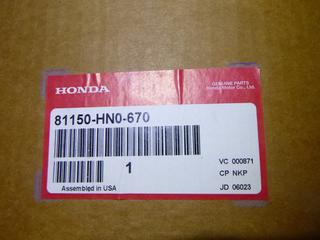 HONDA
GENUINE PARTS
Honda Motor Co., Ltd.
81150-HN0-670
1
VC 000871
CP NKP
Assembled in USA
JD 06023